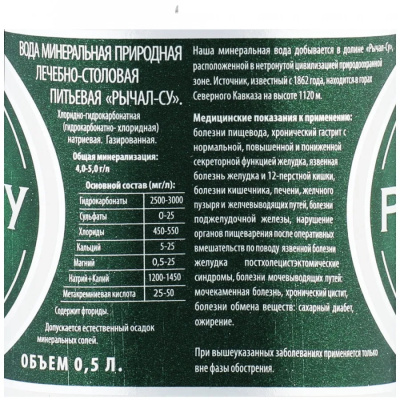 ВОДА МИНЕРАЛЬНАЯ ПРИРОДНАЯ
ЛЕЧЕБНО-СТОЛОВАЯ
ПИТЬЕВАЯ «РЫЧАЛ-СУ».
Хлоридно-гидрокарбонатная
(гидрокарбонатно-хлоридная)
натриевая. Газированная.
Общая минерализация:
4,0-5,0 г/л
Основной состав (мг/л):
Гидрокарбонаты 2500-3000
Сульфаты 0-25
Хлориды 450-550
Кальций 5-25
Магний 0,5-25
Натрий+Калий 1200-1450
Метакремниевая кислота 25-50
Содержит фториды.
Допускается естественный осадок
минеральных солей.
ОБЪЕМ 0,5 Л.
Наша минеральная вода добывается в долине «Рычал-Су»,
расположенной в нетронутой цивилизацией природоохранной
зоне. Источник, известный с 1862 года, находится в горах
Северного Кавказа на высоте 1120 м.
Медицинские показания к применению:
болезни пищевода, хронический гастрит с
нормальной, повышенной и пониженной
секреторной функцией желудка, язвенная
болезнь желудка и 12-перстной кишки,
болезни кишечника, печени, желчного
пузыря и желчевыводящих путей, болезни
поджелудочной железы, нарушение
органов пищеварения после оперативных
вмешательств по поводу язвенной болезни
желудка постхолецистэктомические
синдромы, болезни мочевыводящих путей:
мочекаменная болезнь, хронический цистит,
болезни обмена веществ: сахарный диабет,
ожирение.
При вышеуказанных заболеваниях применяется только
вне фазы обострения.
У
Р